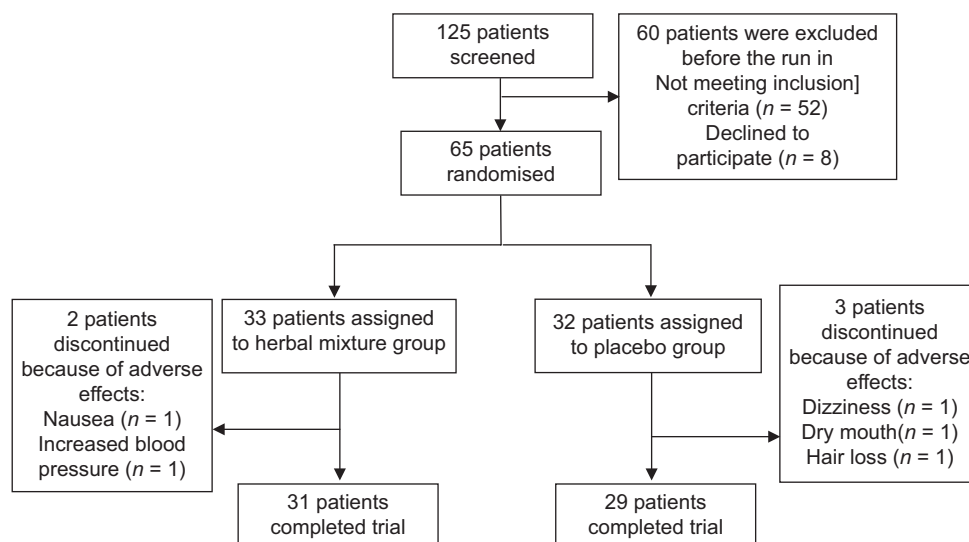 125 patients
screened
60 patients were excluded
before the run in
Not meeting inclusion]
criteria (n = 52)
Declined to
participate (n = 8)
65 patients
randomised
2 patients
discontinued
because of adverse
effects:
Nausea (n = 1)
Increased blood
pressure (n = 1)
33 patients assigned
to herbal mixture group
32 patients assigned
to placebo group
3 patients
discontinued
because of adverse
effects:
Dizziness (n = 1)
Dry mouth(n = 1)
Hair loss (n = 1)
31 patients
completed trial
29 patients
completed trial